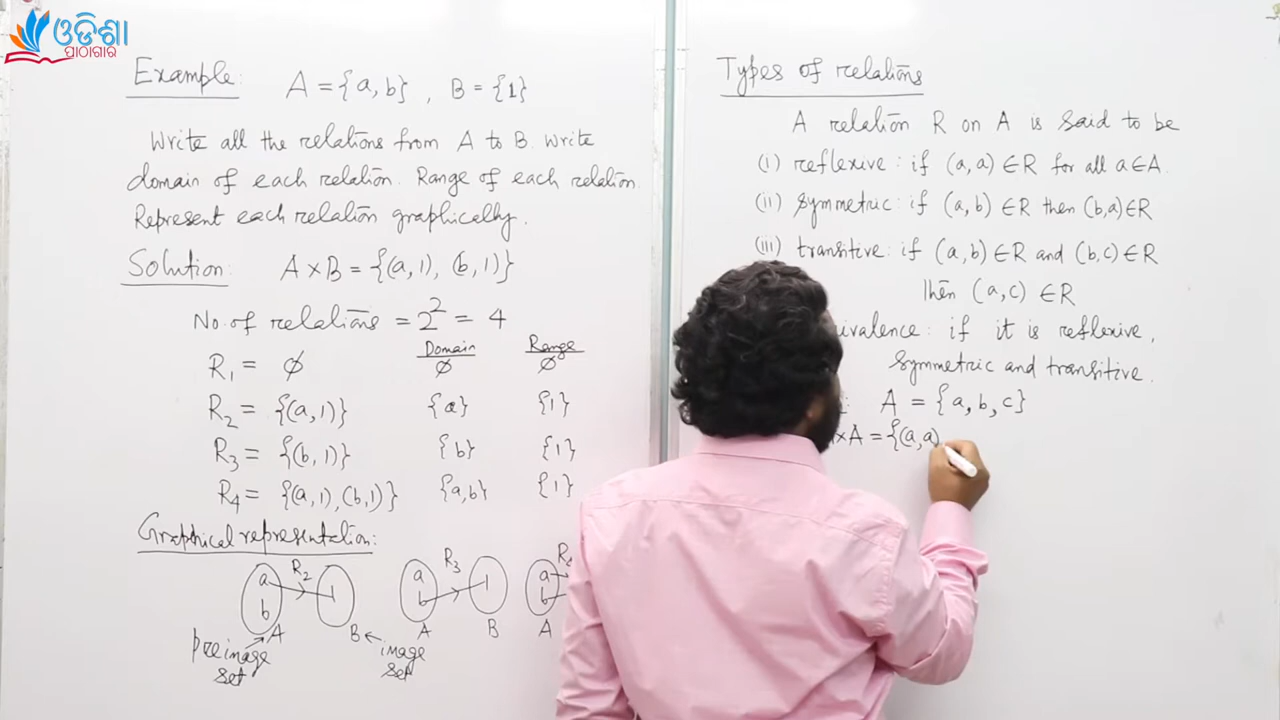 ଓଡିଶା
ପାଠାଗାର
Example: A = {a, b} , B = {1}
Write all the relations from A to B. Write
domain of each relation. Range of each relation.
Represent each relation graphically.
Solution: A × B = {(a, 1), (b, 1)}
No. of relations = 2² = 4
Domain Range
R₁ = ∅ ∅ ∅
R₂ = {(a, 1)} {a} {1}
R₃ = {(b, 1)} {b} {1}
R₄ = {(a, 1), (b, 1)} {a,b} {1}
Graphical representation:
R₂ R₃
a 1 a 1 a
b b b
A B A B A
preimage set
image set
Types of relations
A relation R on A is said to be
(i) reflexive: if (a, a) ∈ R for all a ∈ A.
(ii) symmetric: if (a, b) ∈ R then (b,a) ∈ R
(iii) transitive: if (a, b) ∈ R and (b,c) ∈ R
Then (a, c) ∈ R
: if it is reflexive,
symmetric and transitive.
A = {a, b, c}
×A = {(a,a)